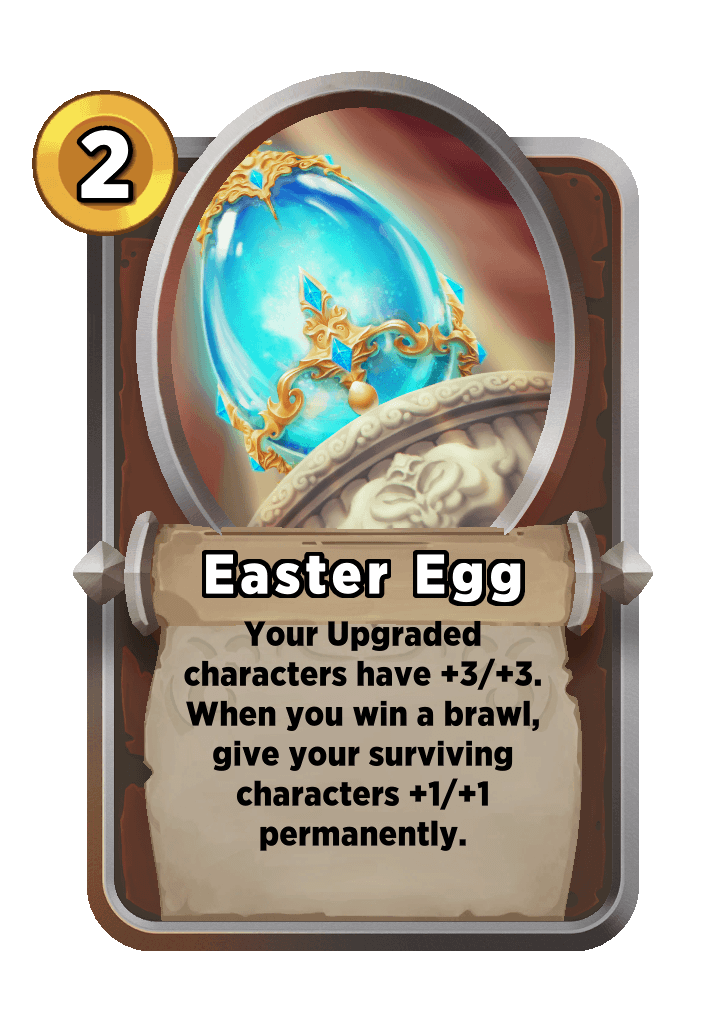 2
Easter Egg
Your Upgraded
characters have +3/+3.
When you win a brawl,
give your surviving
characters +1/+1
permanently.